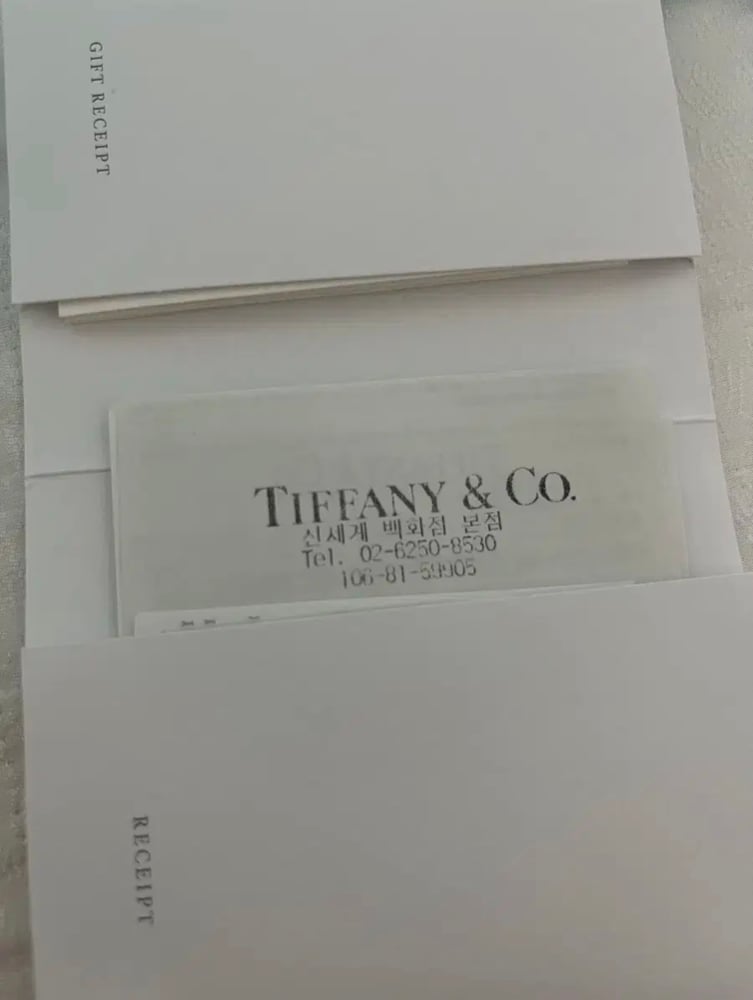 GIFT RECEIPT
TIFFANY & CO.
신세계 백화점 본점
Tel. 02-6250-8530
106-81-59905
RECEIPT